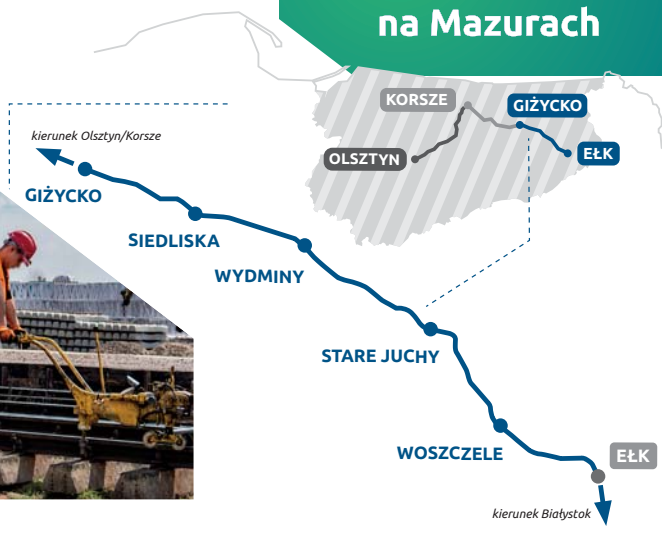 na Mazurach
KORSZE
GIŻYCKO
OLSZTYN
EŁK
kierunek Olsztyn/Korsze
GIŻYCKO
SIEDLISKA
WYDMINY
STARE JUCHY
WOSZCZELE
EŁK
kierunek Białystok